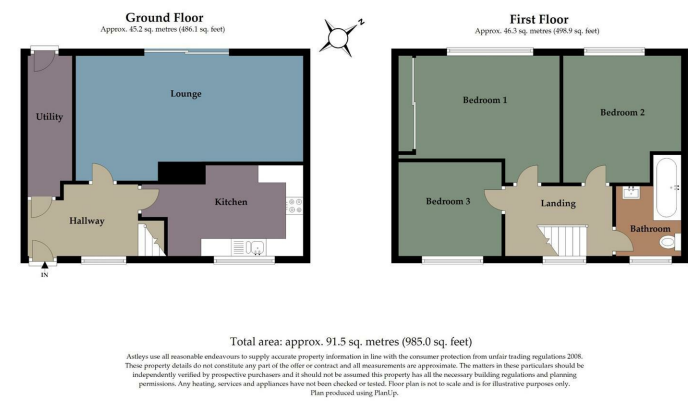 Ground Floor
Approx. 45.2 sq. metres (486.1 sq. feet)
Z
First Floor
Approx. 46.3 sq. metres (498.9 sq. feet)
Lounge
Utility
Kitchen
Hallway
IN
Bedroom 1
Bedroom 2
Bedroom 3
Landing
Bathroom
Total area: approx. 91.5 sq. metres (985.0 sq. feet)
Astleys use all reasonable endeavours to supply accurate property information in line with the consumer protection from unfair trading regulations 2008.
These property details do not constitute any part of the offer or contract and all measurements are approximate. The matters in these particulars should be
independently verified by prospective purchasers and it should not be assumed this property has all the necessary building regulations and planning
permissions. Any heating, services and appliances have not been checked or tested. Floor plan is not to scale and is for illustrative purposes only.
Plan produced using PlanUp.